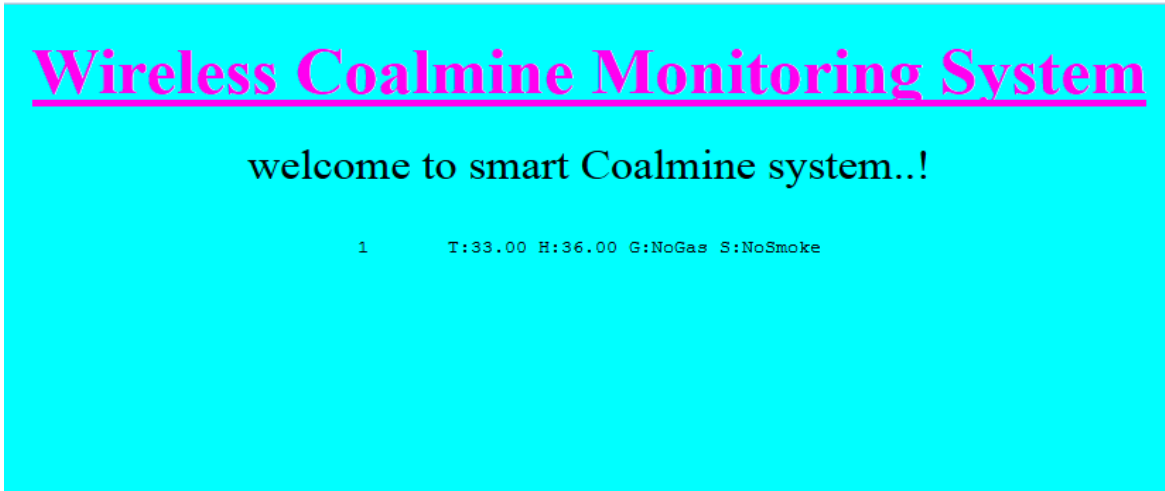 Wireless Coalmine Monitoring System
welcome to smart Coalmine system..!
1 T:33.00 H:36.00 G:NoGas S:NoSmoke